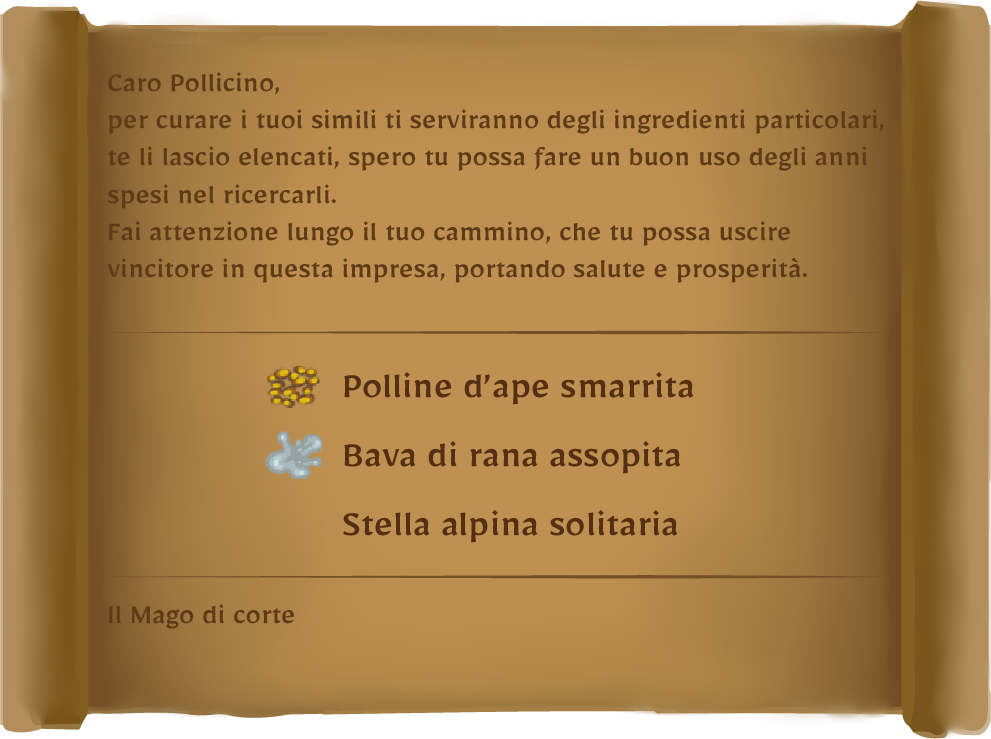 Caro Pollicino,
per curare i tuoi simili ti serviranno degli ingredienti particolari,
te li lascio elencati, spero tu possa fare un buon uso degli anni
spesi nel ricercarli.
Fai attenzione lungo il tuo cammino, che tu possa uscire
vincitore in questa impresa, portando salute e prosperità.
Polline d’ape smarrita
Bava di rana assopita
Stella alpina solitaria
Il Mago di corte